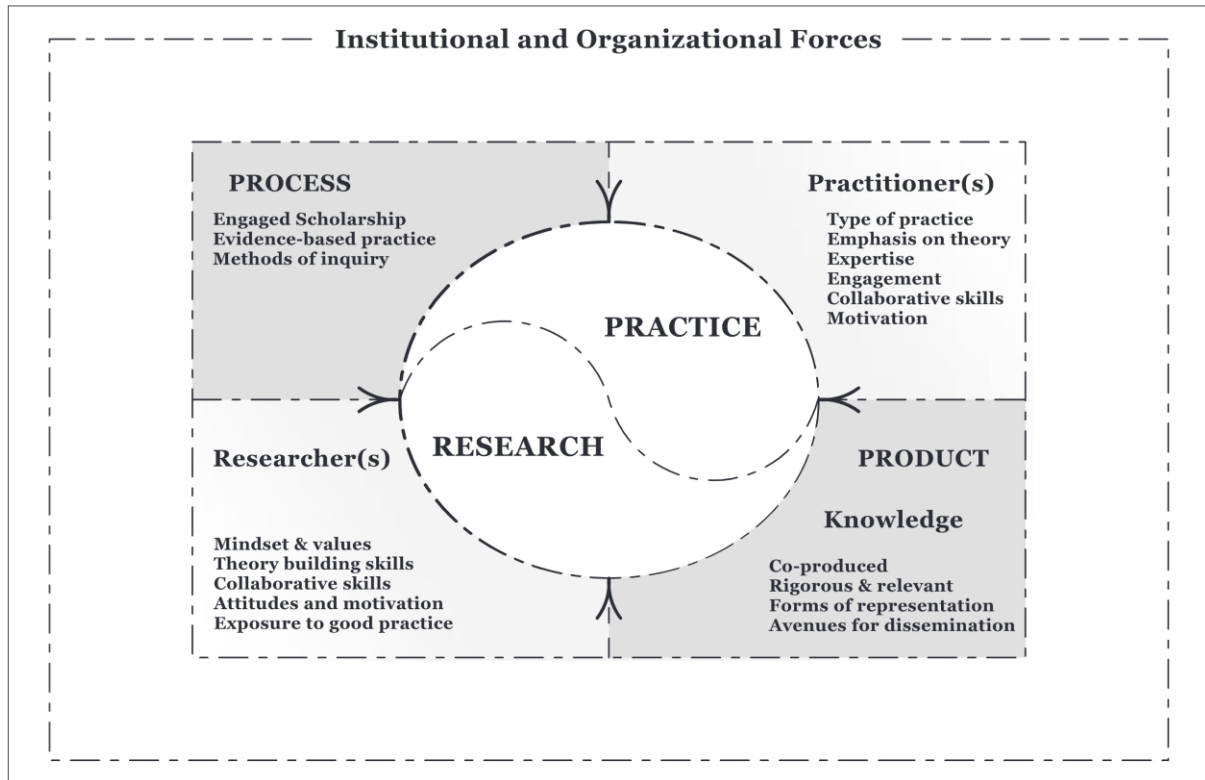 Institutional and Organizational Forces
PROCESS
Engaged Scholarship
Evidence-based practice
Methods of inquiry
Practitioner(s)
Type of practice
Emphasis on theory
Expertise
Engagement
Collaborative skills
Motivation
PRACTICE
RESEARCH
Researcher(s)
Mindset & values
Theory building skills
Collaborative skills
Attitudes and motivation
Exposure to good practice
PRODUCT
Knowledge
Co-produced
Rigorous & relevant
Forms of representation
Avenues for dissemination